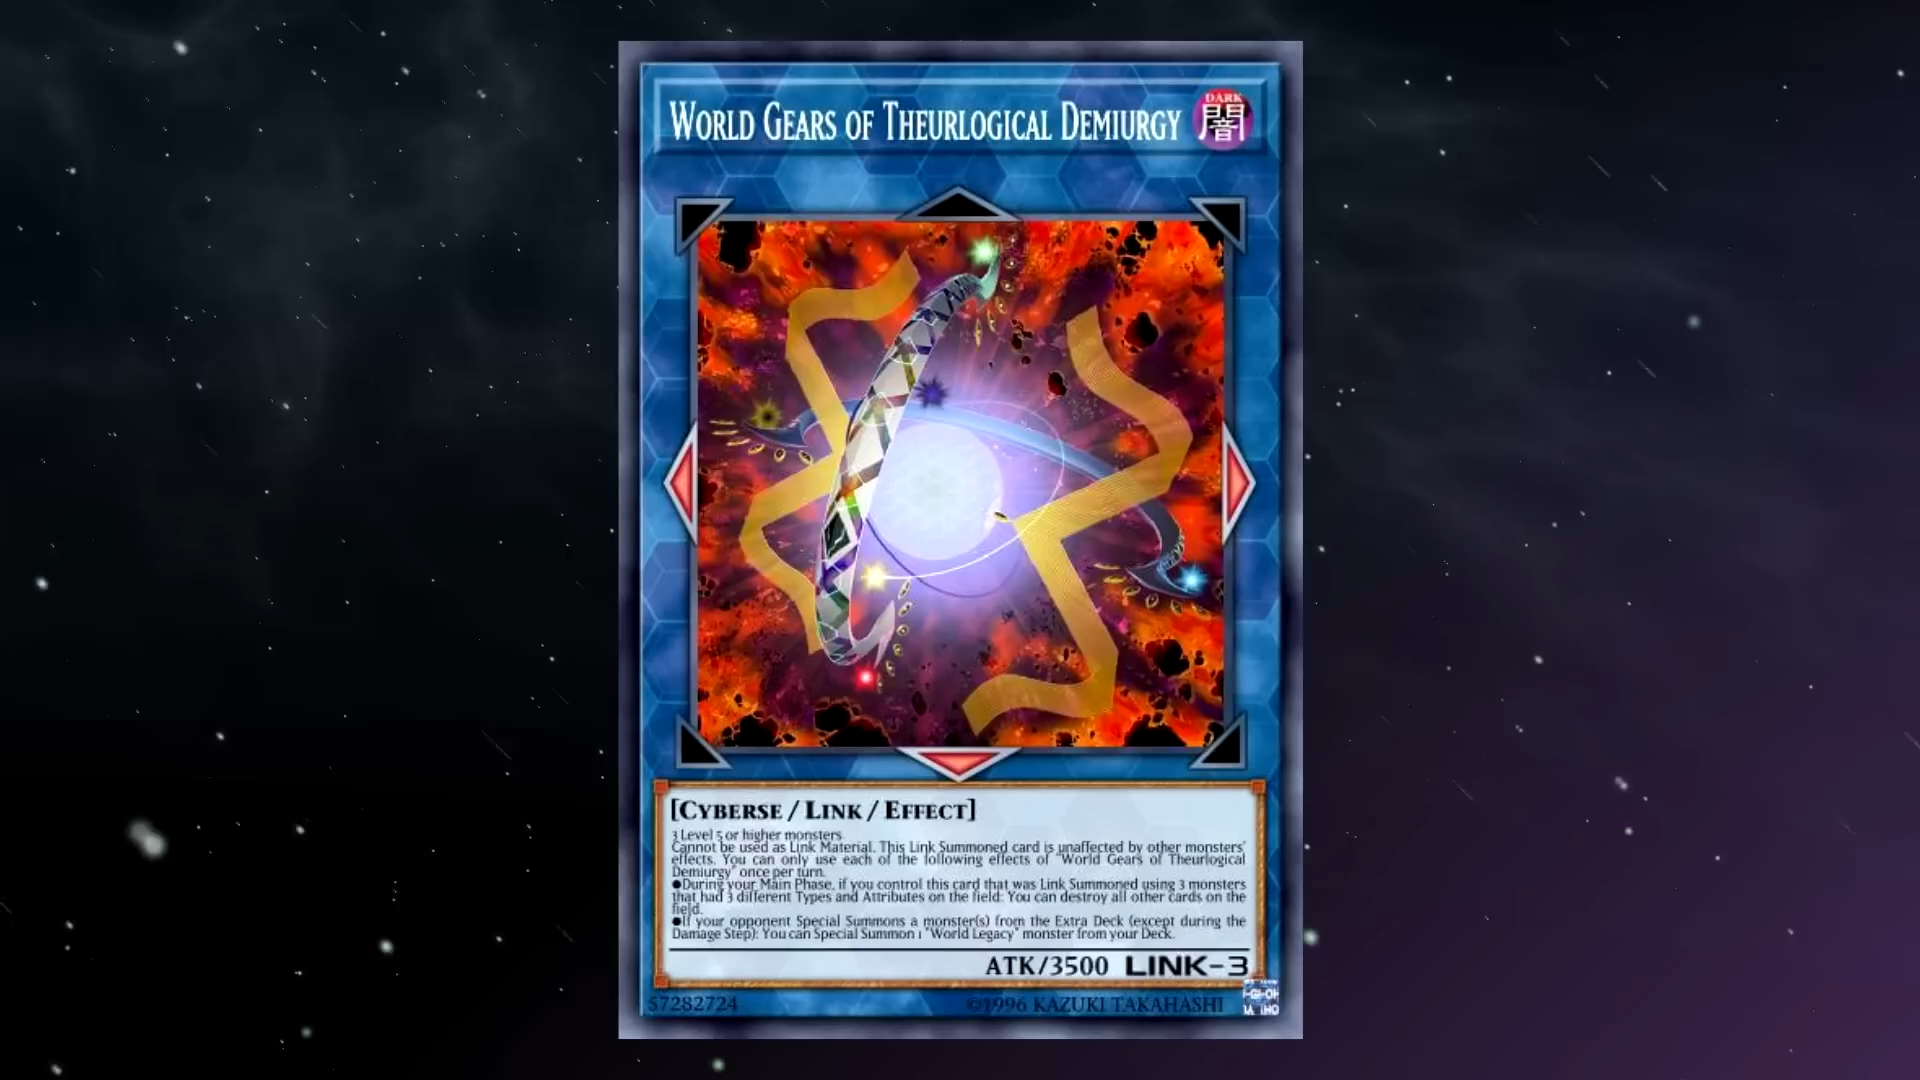 World Gears of Theurlogical Demiurgy
DARK
闇
[Cyberse / Link / Effect]
3 Level 5 or higher monsters
Cannot be used as Link Material. This Link Summoned card is unaffected by other monsters'
effects. You can only use each of the following effects of "World Gears of Theurlogical
Demiurgy" once per turn.
●During your Main Phase, if you control this card that was Link Summoned using 3 monsters
that had 3 different Types and Attributes on the field: You can destroy all other cards on the
field.
●If your opponent Special Summons a monster(s) from the Extra Deck (except during the
Damage Step): You can Special Summon 1 "World Legacy" monster from your Deck.
ATK/3500 LINK-3
57282724 ©1996 KAZUKI TAKAHASHI